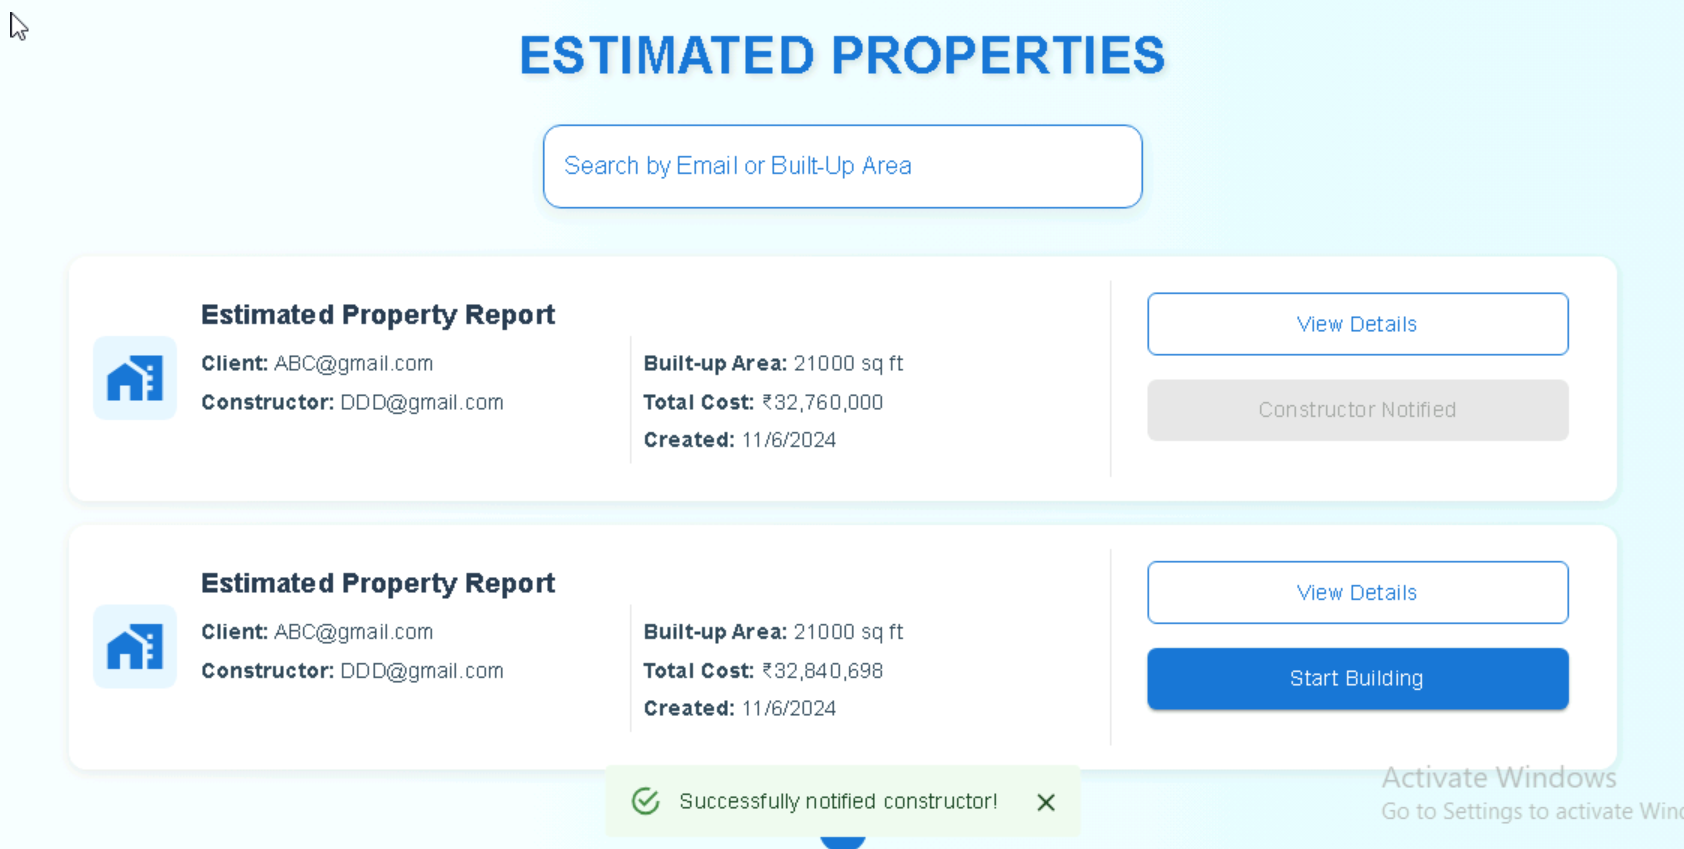 ESTIMATED PROPERTIES
Search by Email or Built-Up Area
Estimated Property Report
Client: ABC@gmail.com
Constructor: DDD@gmail.com
Built-up Area: 21000 sq ft
Total Cost: ₹32,760,000
Created: 11/6/2024
View Details
Constructor Notified
Estimated Property Report
Client: ABC@gmail.com
Constructor: DDD@gmail.com
Built-up Area: 21000 sq ft
Total Cost: ₹32,840,698
Created: 11/6/2024
View Details
Start Building
Successfully notified constructor!
Activate Windows
Go to Settings to activate Win